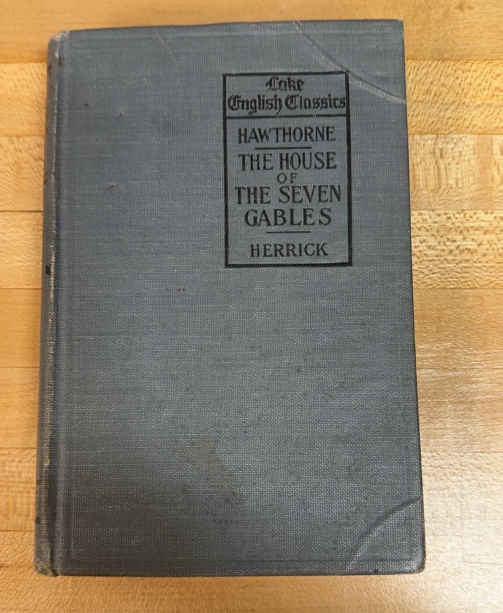 Lake
English Classics
HAWTHORNE
THE HOUSE
OF
THE SEVEN
GABLES
HERRICK